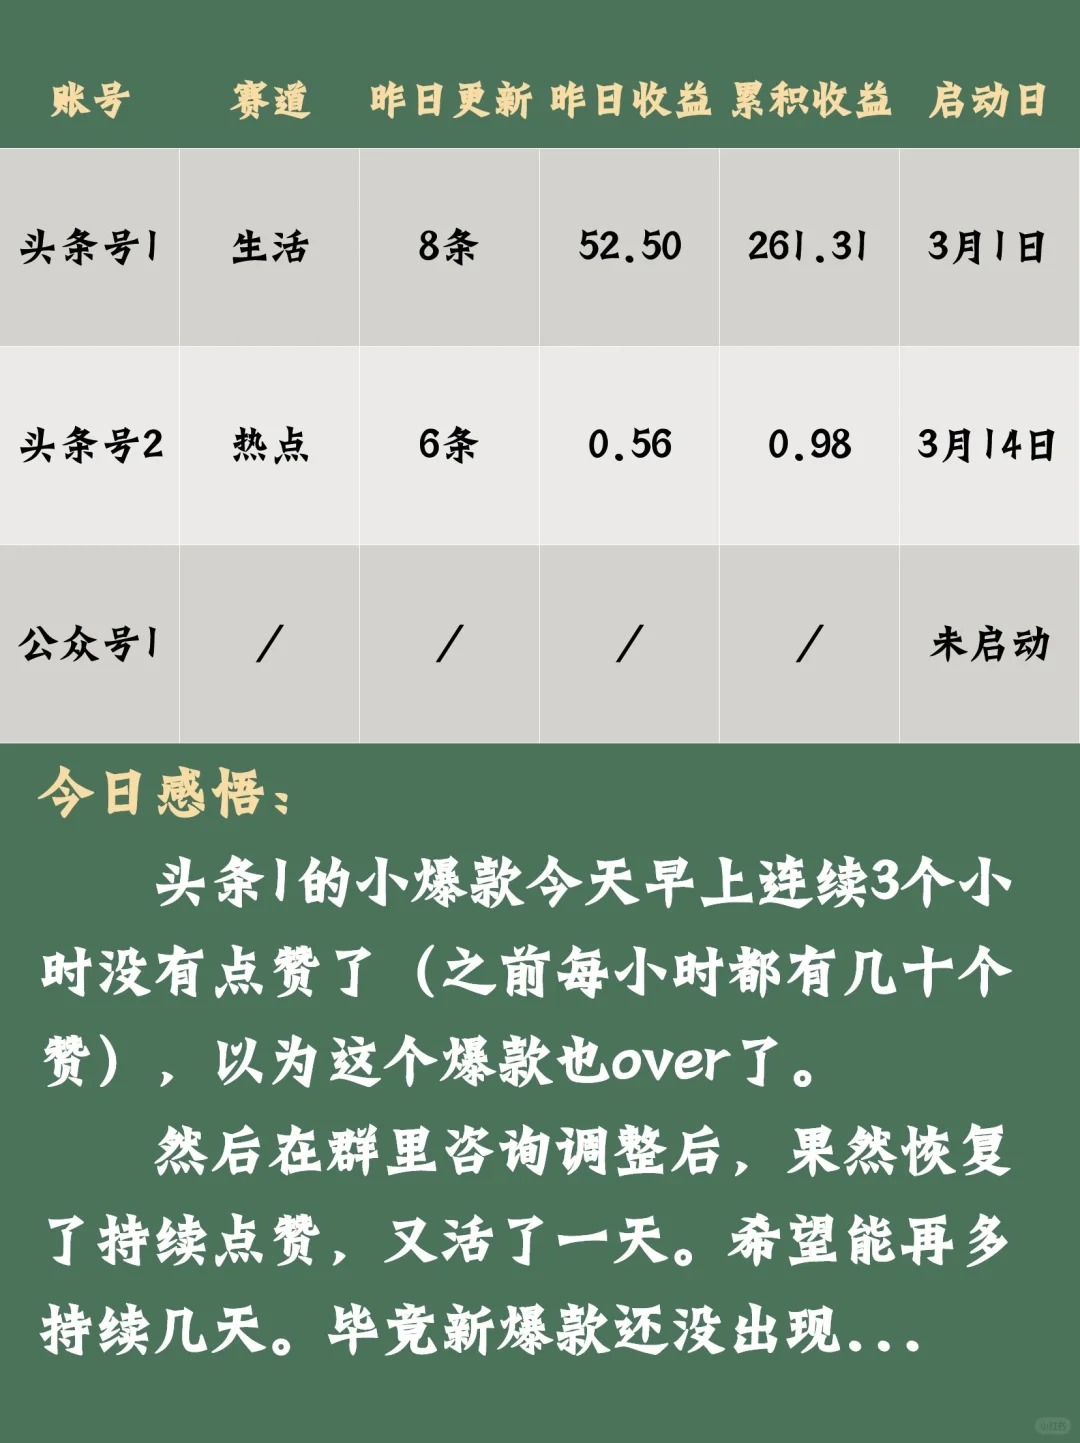 账号 赛道 昨日更新 昨日收益 累积收益 启动日
头条号1 生活 8条 52.50 261.31 3月1日
头条号2 热点 6条 0.56 0.98 3月14日
公众号1 / / / / 未启动
今日感悟：
头条1的小爆款今天早上连续3个小
时没有点赞了（之前每小时都有几十个
赞），以为这个爆款也over了。
然后在群里咨询调整后，果然恢复
了持续点赞，又活了一天。希望能再多
持续几天。毕竟新爆款还没出现...
小红书